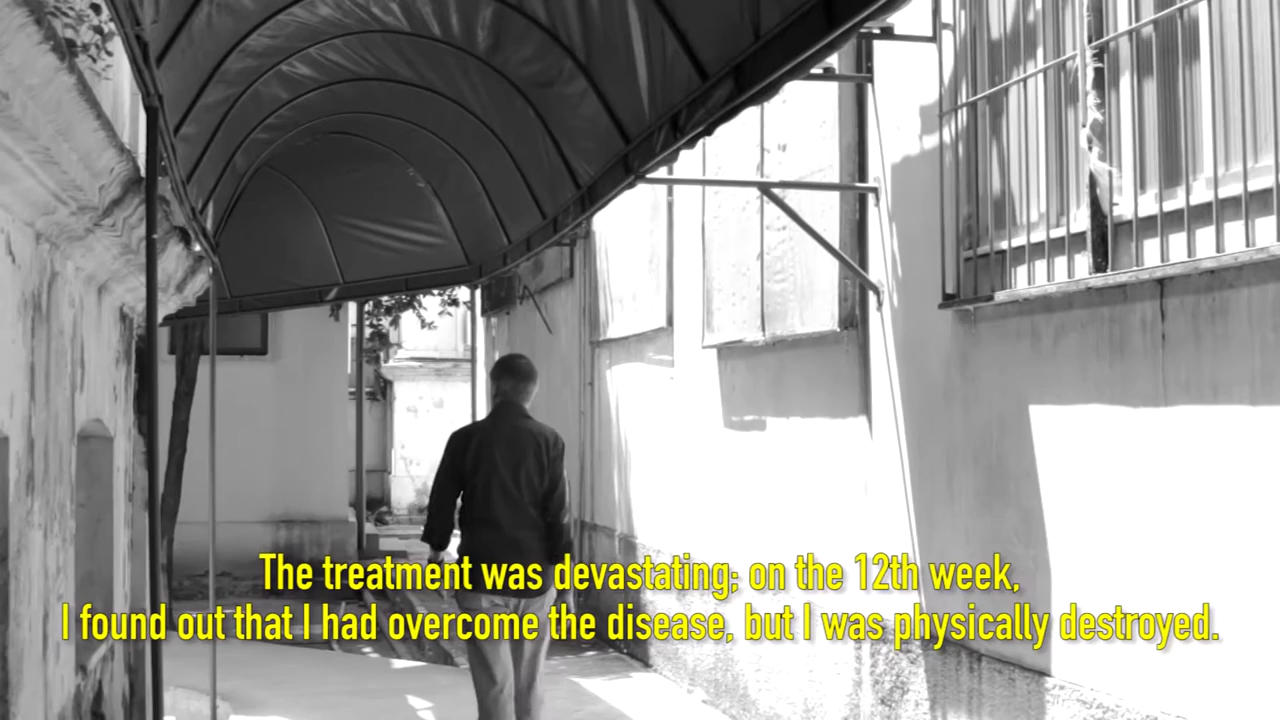 The treatment was devastating; on the 12th week,
I found out that I had overcome the disease, but I was physically destroyed.